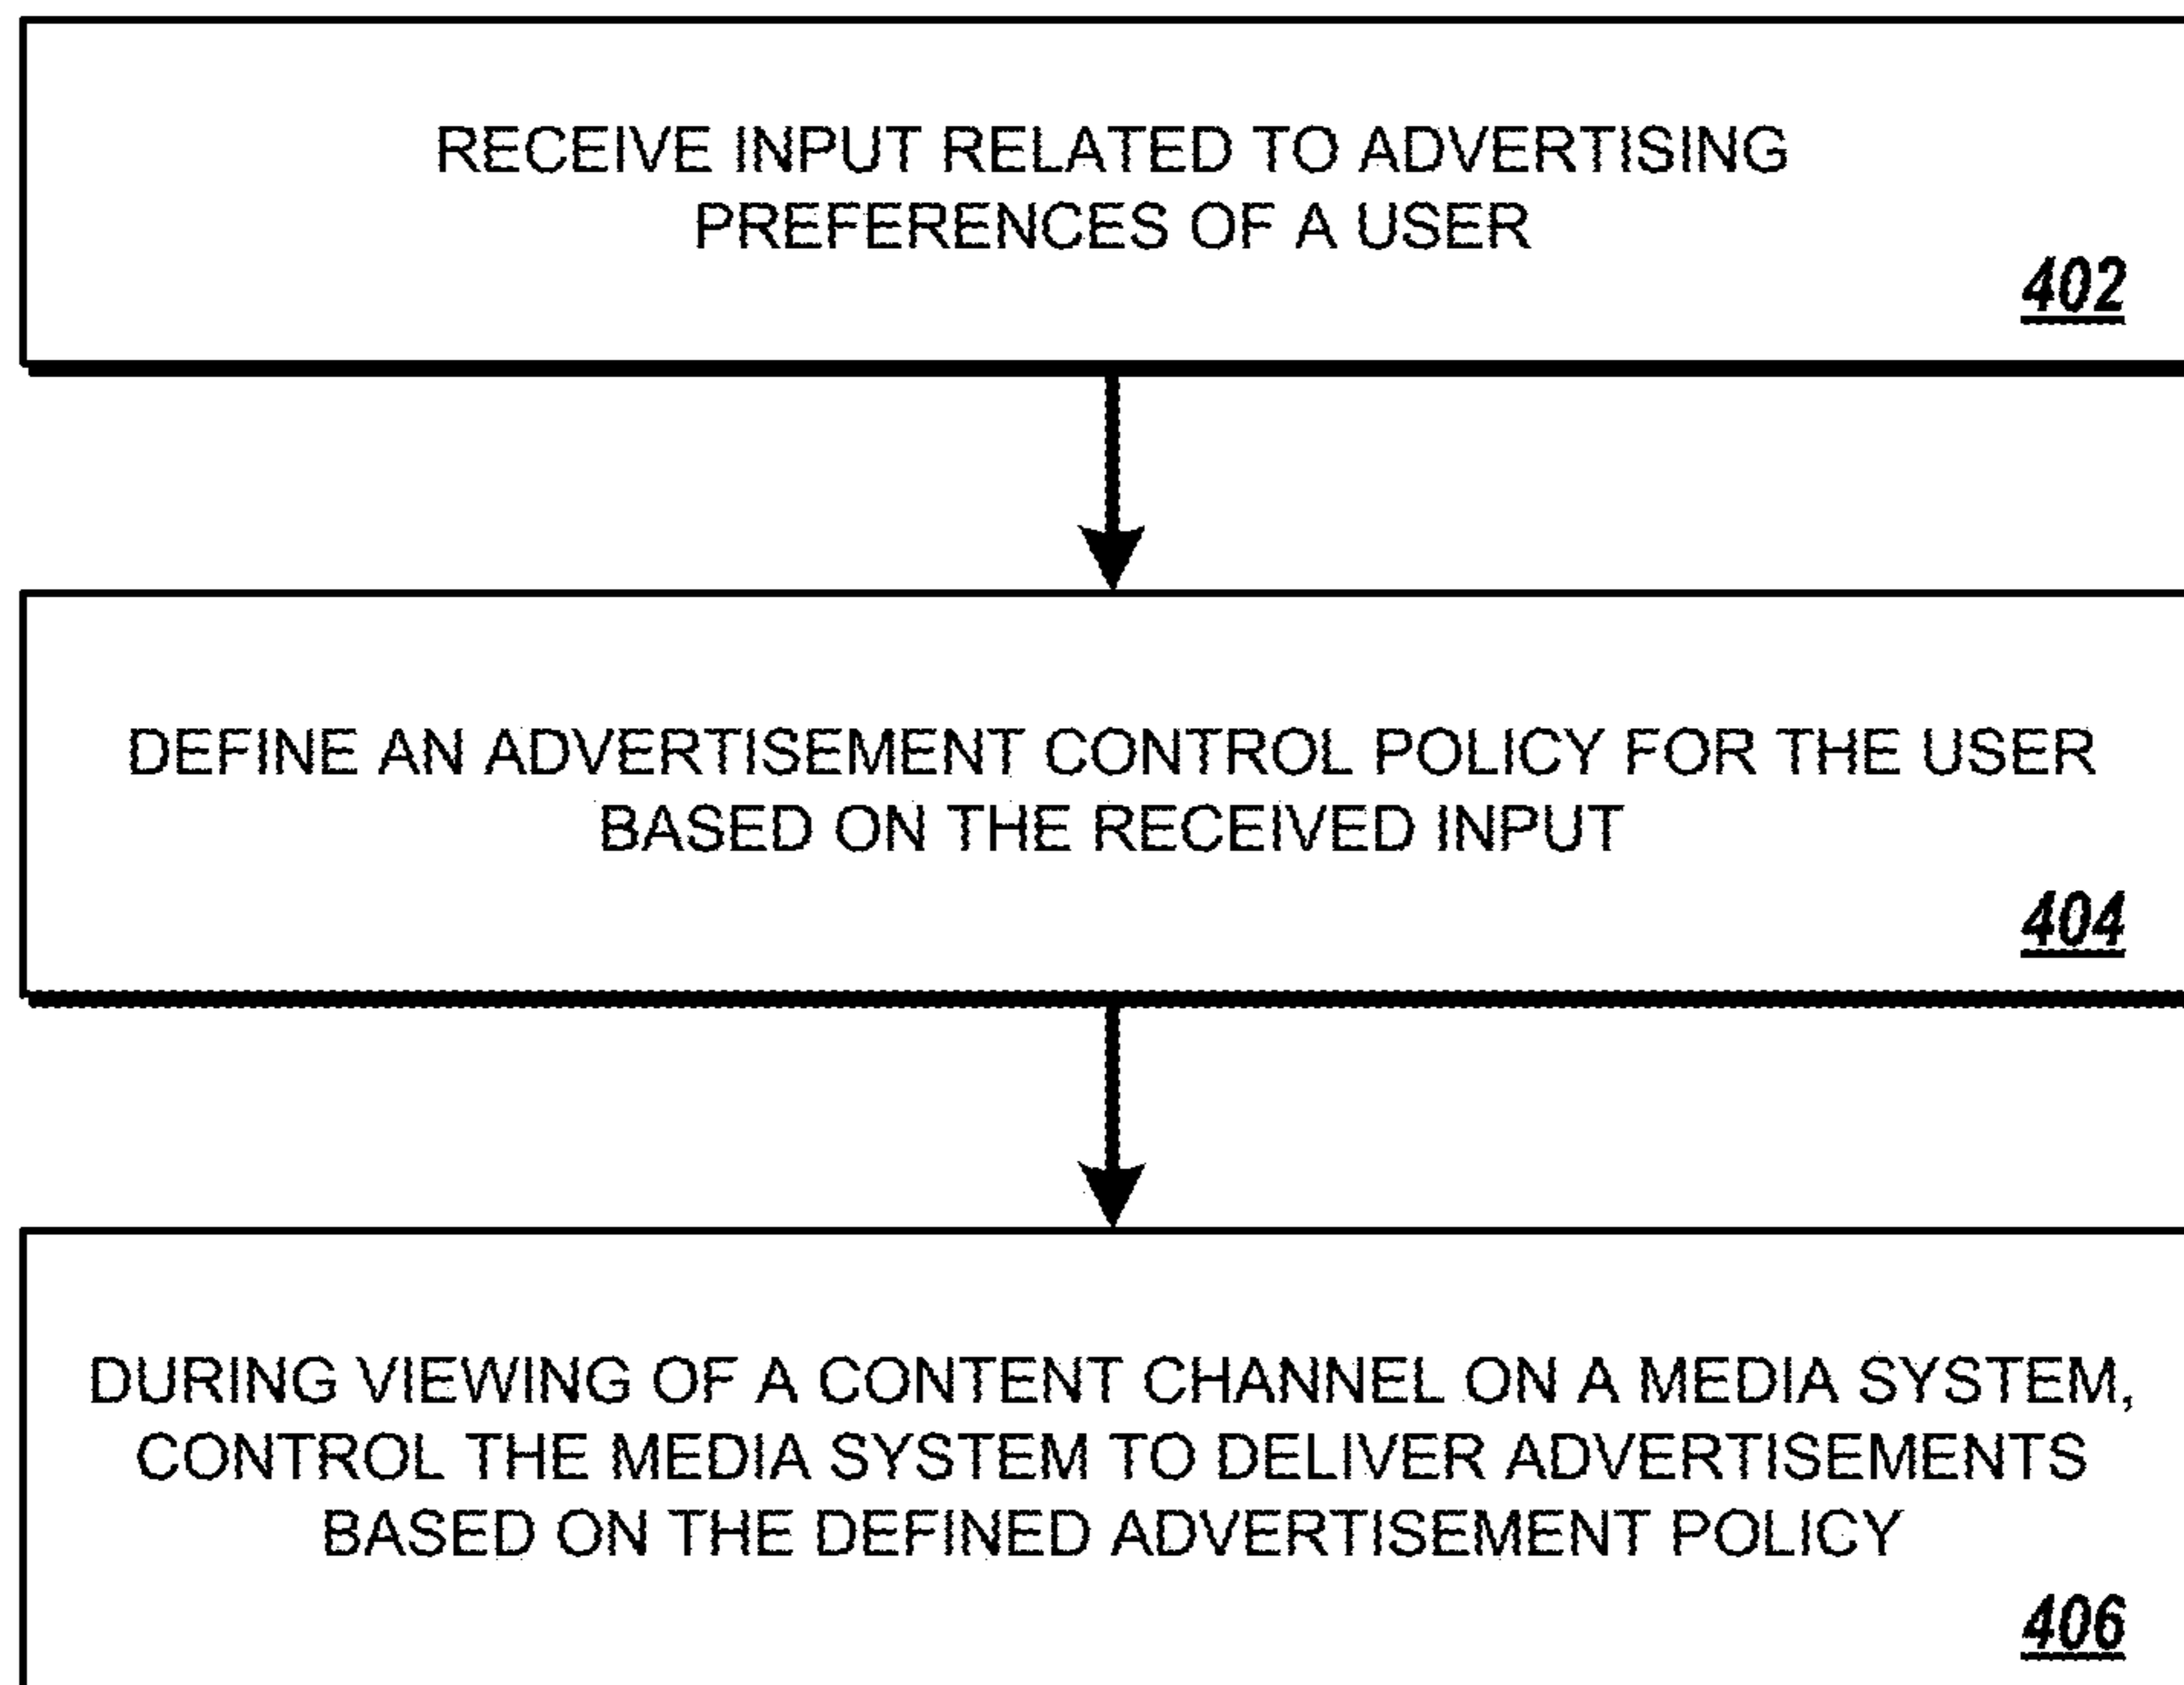 RECEIVE INPUT RELATED TO ADVERTISING
PREFERENCES OF A USER
402
DEFINE AN ADVERTISEMENT CONTROL POLICY FOR THE USER
BASED ON THE RECEIVED INPUT
404
DURING VIEWING OF A CONTENT CHANNEL ON A MEDIA SYSTEM,
CONTROL THE MEDIA SYSTEM TO DELIVER ADVERTISEMENTS
BASED ON THE DEFINED ADVERTISEMENT POLICY
406